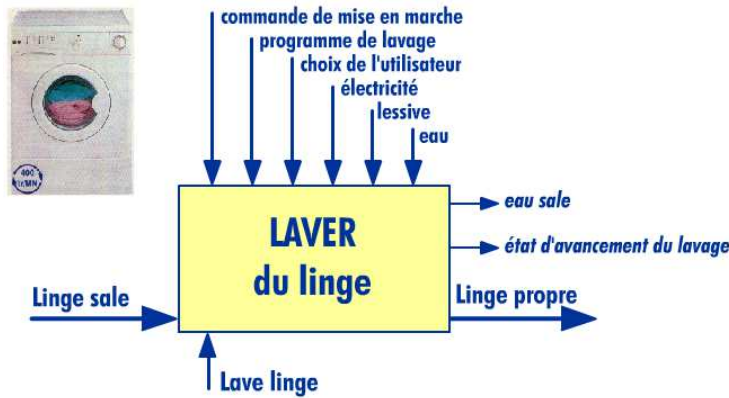 commande de mise en marche
programme de lavage
choix de l'utilisateur
électricité
lessive
eau
400
eau sale
LAVER
du linge
état d'avancement du lavage
Linge sale
Linge propre
Lave linge